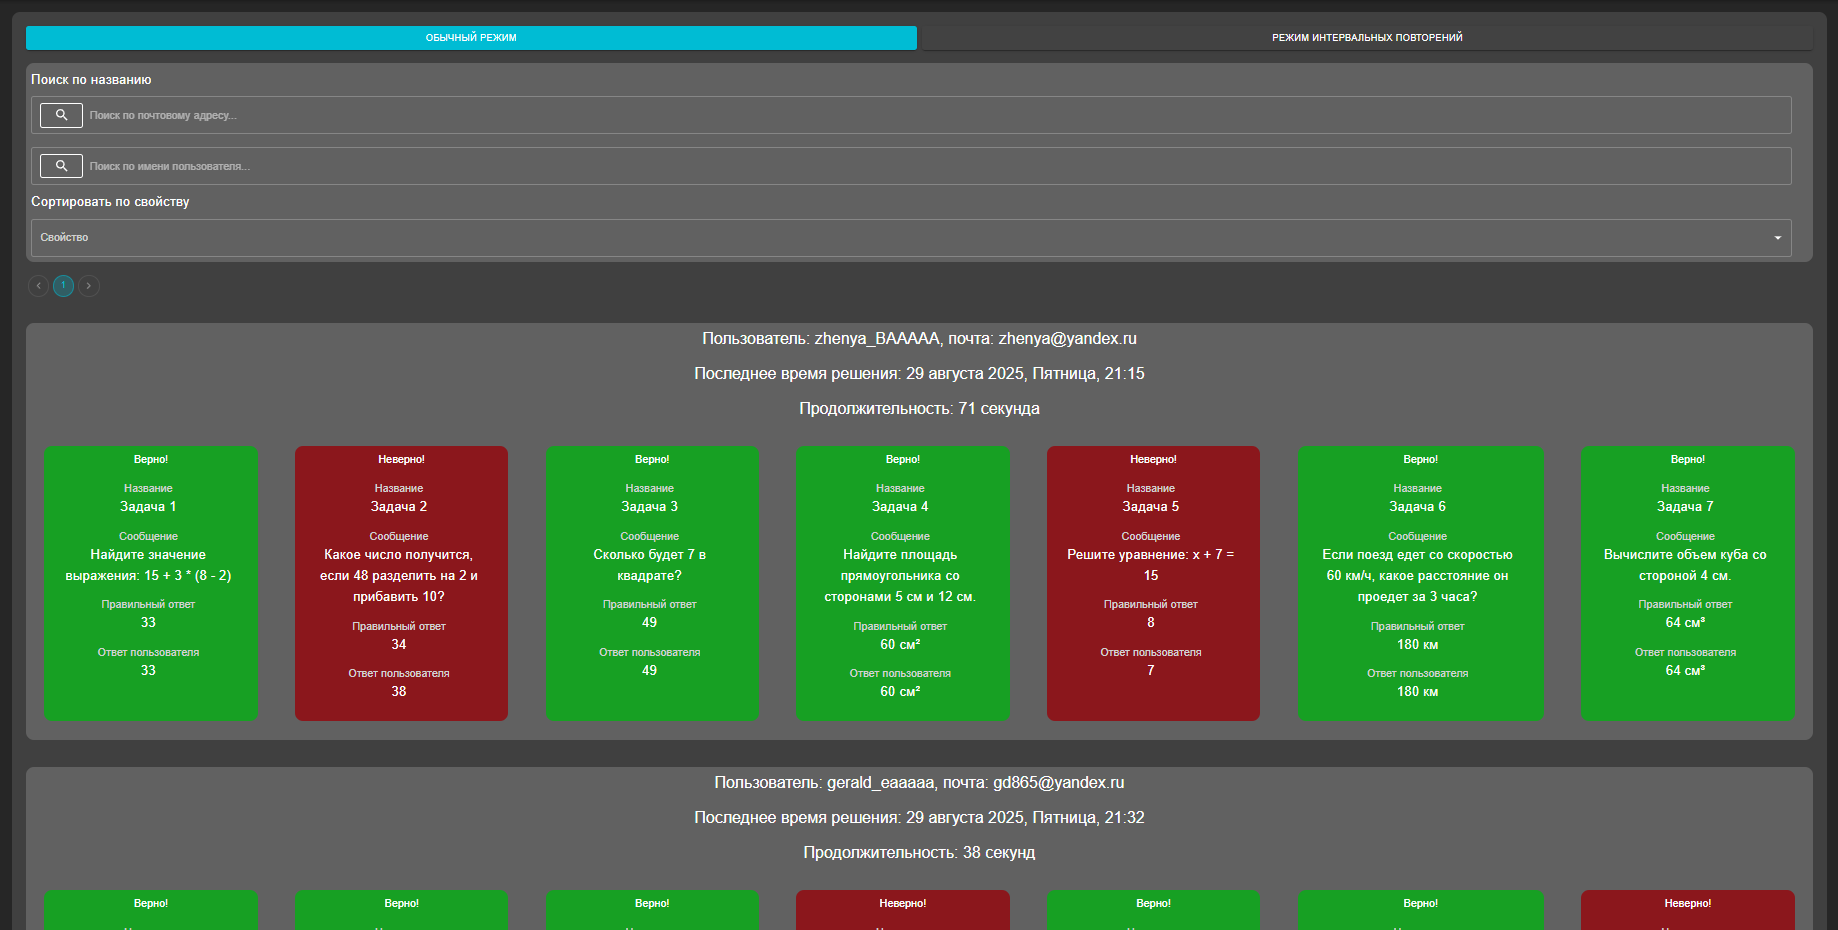 ОБЫЧНЫЙ РЕЖИМ
РЕЖИМ ИНТЕРВАЛЬНЫХ ПОВТОРЕНИЙ
Поиск по названию
Поиск по почтовому адресу...
Поиск по имени пользователя...
Сортировать по свойству
Свойство
1
Пользователь: zhenya_BAAAAA, почта: zhenya@yandex.ru
Последнее время решения: 29 августа 2025, Пятница, 21:15
Продолжительность: 71 секунда
Верно!
Название
Задача 1
Сообщение
Найдите значение
выражения: 15 + 3 * (8 - 2)
Правильный ответ
33
Ответ пользователя
33
Неверно!
Название
Задача 2
Сообщение
Какое число получится,
если 48 разделить на 2 и
прибавить 10?
Правильный ответ
34
Ответ пользователя
38
Верно!
Название
Задача 3
Сообщение
Сколько будет 7 в
квадрате?
Правильный ответ
49
Ответ пользователя
49
Верно!
Название
Задача 4
Сообщение
Найдите площадь
прямоугольника со
сторонами 5 см и 12 см.
Правильный ответ
60 см²
Ответ пользователя
60 см²
Неверно!
Название
Задача 5
Сообщение
Решите уравнение: x + 7 =
15
Правильный ответ
8
Ответ пользователя
7
Верно!
Название
Задача 6
Сообщение
Если поезд едет со скоростью
60 км/ч, какое расстояние он
проедет за 3 часа?
Правильный ответ
180 км
Ответ пользователя
180 км
Верно!
Название
Задача 7
Сообщение
Вычислите объем куба со
стороной 4 см.
Правильный ответ
64 см³
Ответ пользователя
64 см³
Пользователь: gerald_eaaaaa, почта: gd865@yandex.ru
Последнее время решения: 29 августа 2025, Пятница, 21:32
Продолжительность: 38 секунд
Верно!
Верно!
Верно!
Неверно!
Верно!
Верно!
Неверно!